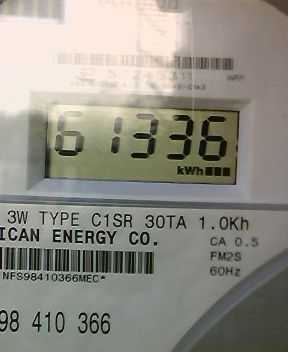 61336
kWh
3W TYPE C1SR 30TA 1.0Kh
ICAN ENERGY CO.
CA 0.5
FM2S
NFS98410366MEC*
60Hz
98 410 366